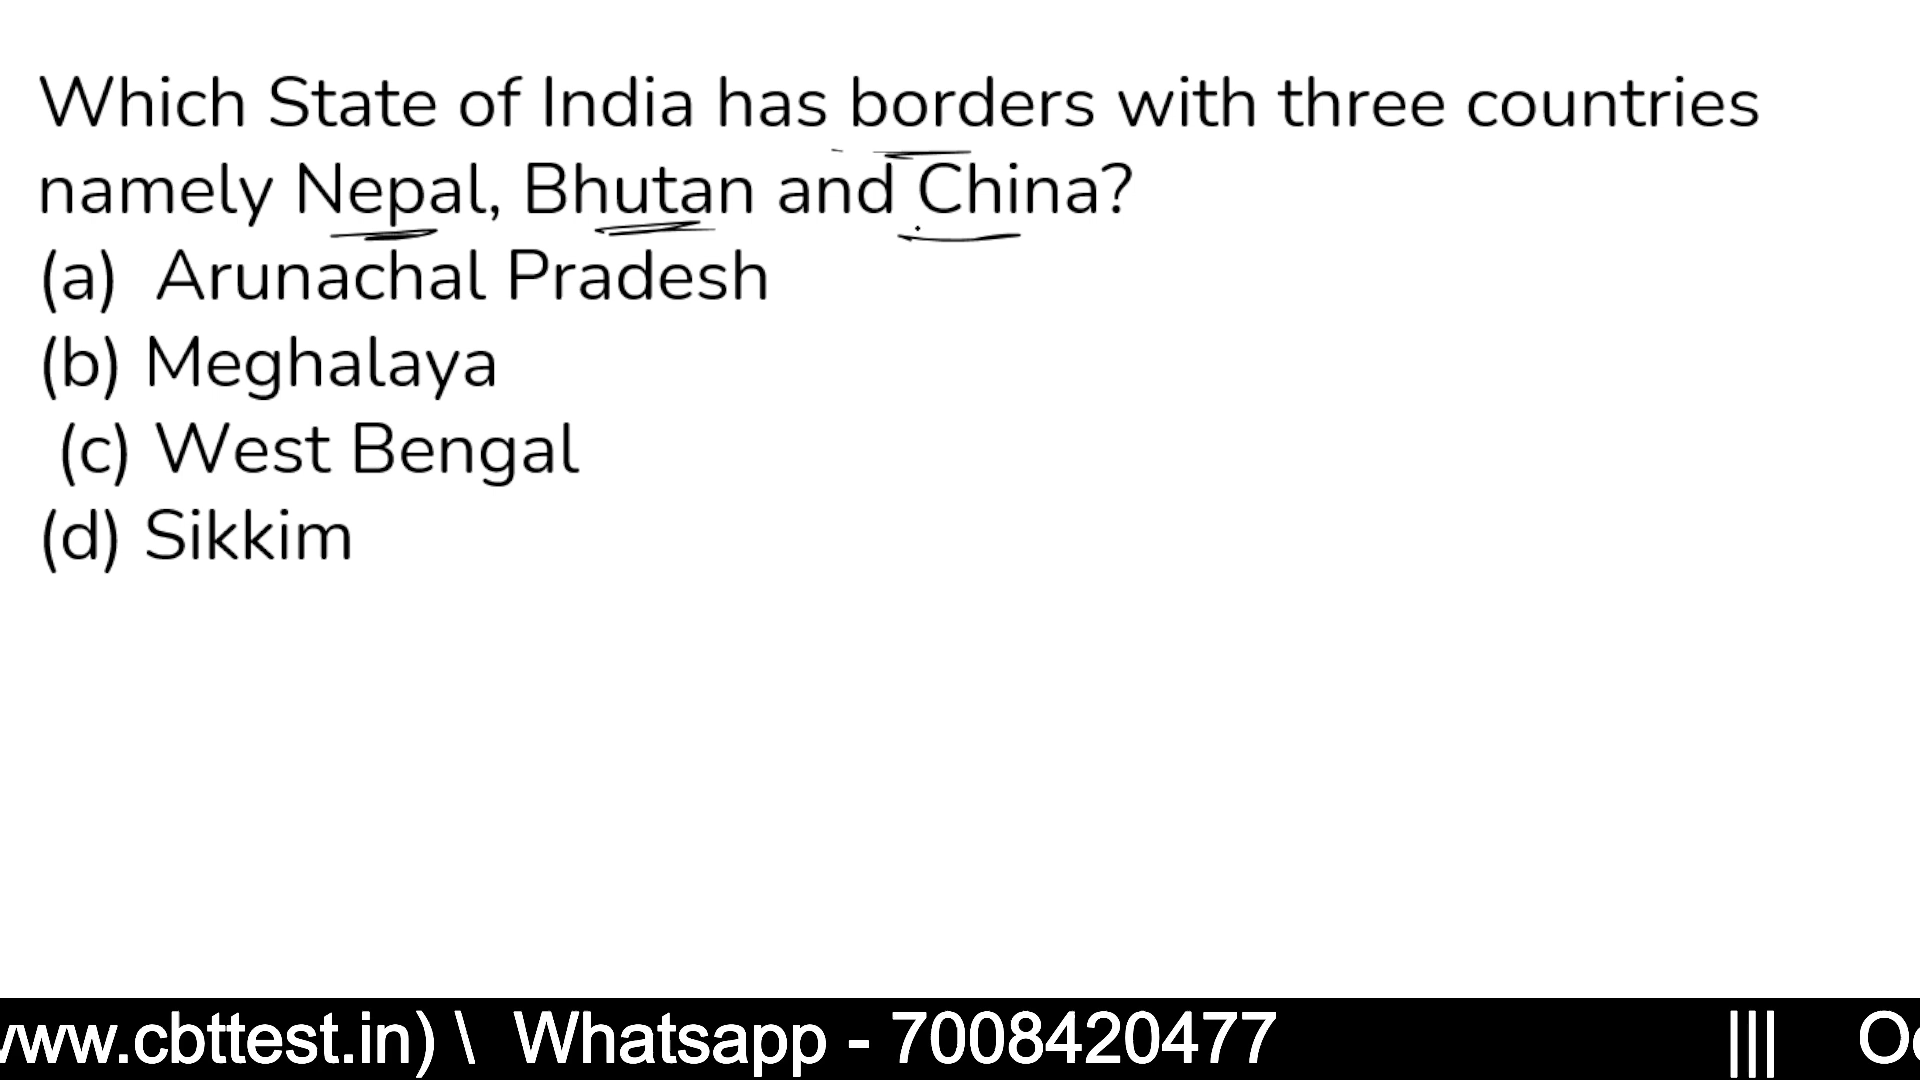 Which State of India has borders with three countries
namely Nepal, Bhutan and China?
(a) Arunachal Pradesh
(b) Meghalaya
(c) West Bengal
(d) Sikkim
www.cbttest.in) \ Whatsapp - 7008420477 |||